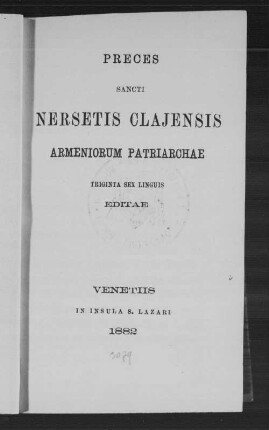 PRECES
SANCTI
NERSETIS CLAJENSIS
ARMENIORUM PATRIARCHAE
TRIGINTA SEX LINGUIS
EDITAE
VENETIIS
IN INSULA S. LAZARI
1882